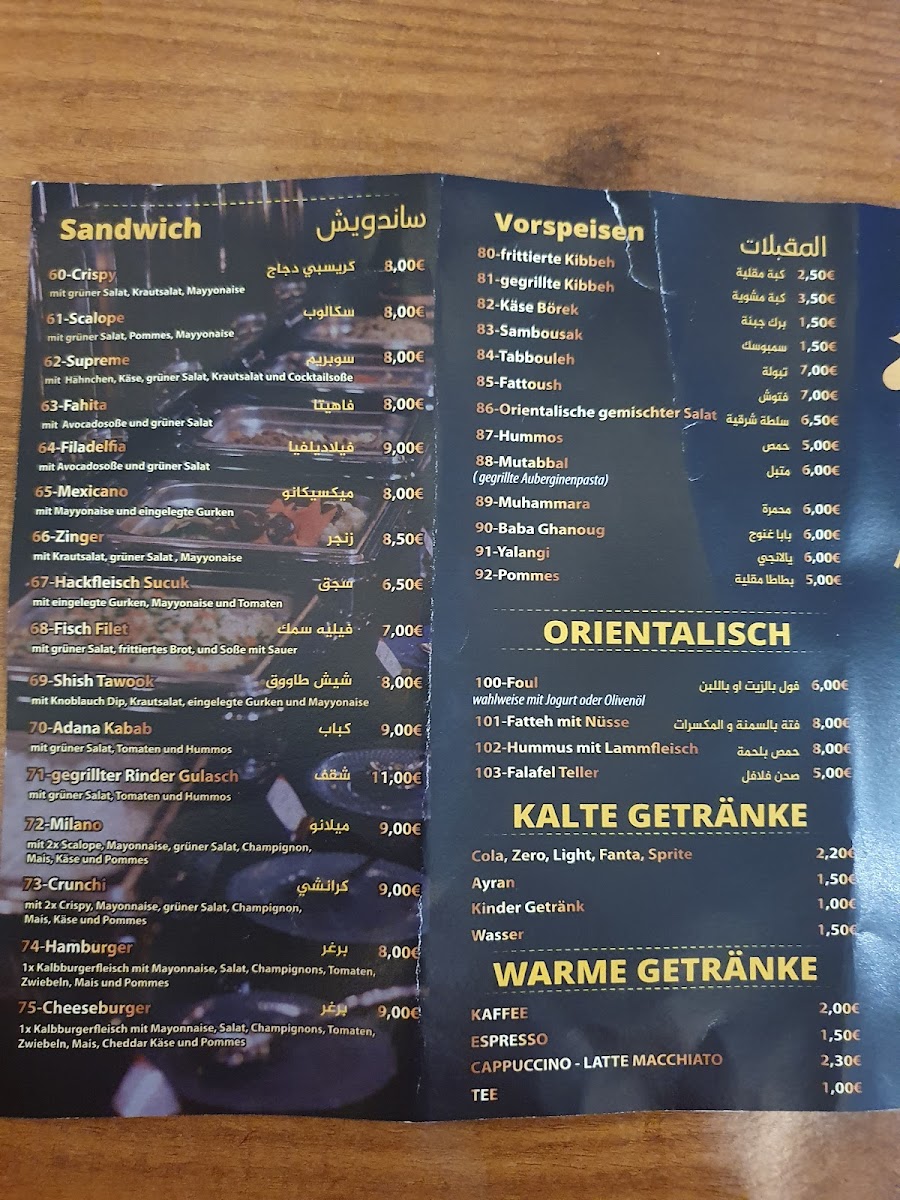 Sandwich ساندويش
60-Crispy كريسبي دجاج 8,00€
mit grüner Salat, Krautsalat, Mayyonaise
61-Scalope سكالوب 8,00€
mit grüner Salat, Pommes, Mayyonaise
62-Supreme سوبريم 8,00€
mit Hähnchen, Käse, grüner Salat, Krautsalat und Cocktailsoße
63-Fahita فاهيتا 8,00€
mit Avocadosoße und grüner Salat
64-Filadelfia فيلاديلفيا 9,00€
mit Avocadosoße und grüner Salat
65-Mexicano ميكسيكانو 8,00€
mit Mayyonaise und eingelegte Gurken
66-Zinger زنجر 8,50€
mit Krautsalat, grüner Salat , Mayyonaise
67-Hackfleisch Sucuk سجق 6,50€
mit eingelegte Gurken, Mayyonaise und Tomaten
68-Fisch Filet فيليه سمك 7,00€
mit grüner Salat, frittiertes Brot, und Soße mit Sauer
69-Shish Tawook شيش طاووق 8,00€
mit Knoblauch Dip, Krautsalat, eingelegte Gurken und Mayyonaise
70-Adana Kabab كباب 9,00€
mit grüner Salat, Tomaten und Hummos
71-gegrillter Rinder Gulasch شقف 11,00€
mit grüner Salat, Tomaten und Hummos
72-Milano ميلانو 9,00€
mit 2x Scalope, Mayonnaise, grüner Salat, Champignon,
Mais, Käse und Pommes
73-Crunchi كرانشي 9,00€
mit 2x Crispy, Mayonnaise, grüner Salat, Champignon,
Mais, Käse und Pommes
74-Hamburger برغر 8,00€
1x Kalbburgerfleisch mit Mayonnaise, Salat, Champignons, Tomaten,
Zwiebeln, Mais und Pommes
75-Cheeseburger برغر 9,00€
1x Kalbburgerfleisch mit Mayonnaise, Salat, Champignons, Tomaten,
Zwiebeln, Mais, Cheddar Käse und Pommes
Vorspeisen المقبلات
80-frittierte Kibbeh كبة مقلية 2,50€
81-gegrillte Kibbeh كبة مشوية 3,50€
82-Käse Börek برك جبنة 1,50€
83-Sambousak سمبوسك 1,50€
84-Tabbouleh تبولة 7,00€
85-Fattoush فتوش 7,00€
86-Orientalische gemischter Salat سلطة شرقية 6,50€
87-Hummos حمص 5,00€
88-Mutabbal متبل 6,00€
( gegrillte Auberginenpasta)
89-Muhammara محمرة 6,00€
90-Baba Ghanoug بابا غنوج 6,00€
91-Yalangi يالانجي 6,00€
92-Pommes بطاطا مقلية 5,00€
ORIENTALISCH
100-Foul فول بالزيت او باللبن 6,00€
wahlweise mit Jogurt oder Olivenöl
101-Fatteh mit Nüsse فتة بالسمنة و المكسرات 8,00€
102-Hummus mit Lammfleisch حمص بلحمة 8,00€
103-Falafel Teller صحن فلافل 5,00€
KALTE GETRÄNKE
Cola, Zero, Light, Fanta, Sprite 2,20€
Ayran 1,50€
Kinder Getränk 1,00€
Wasser 1,50€
WARME GETRÄNKE
KAFFEE 2,00€
ESPRESSO 1,50€
CAPPUCCINO - LATTE MACCHIATO 2,30€
TEE 1,00€